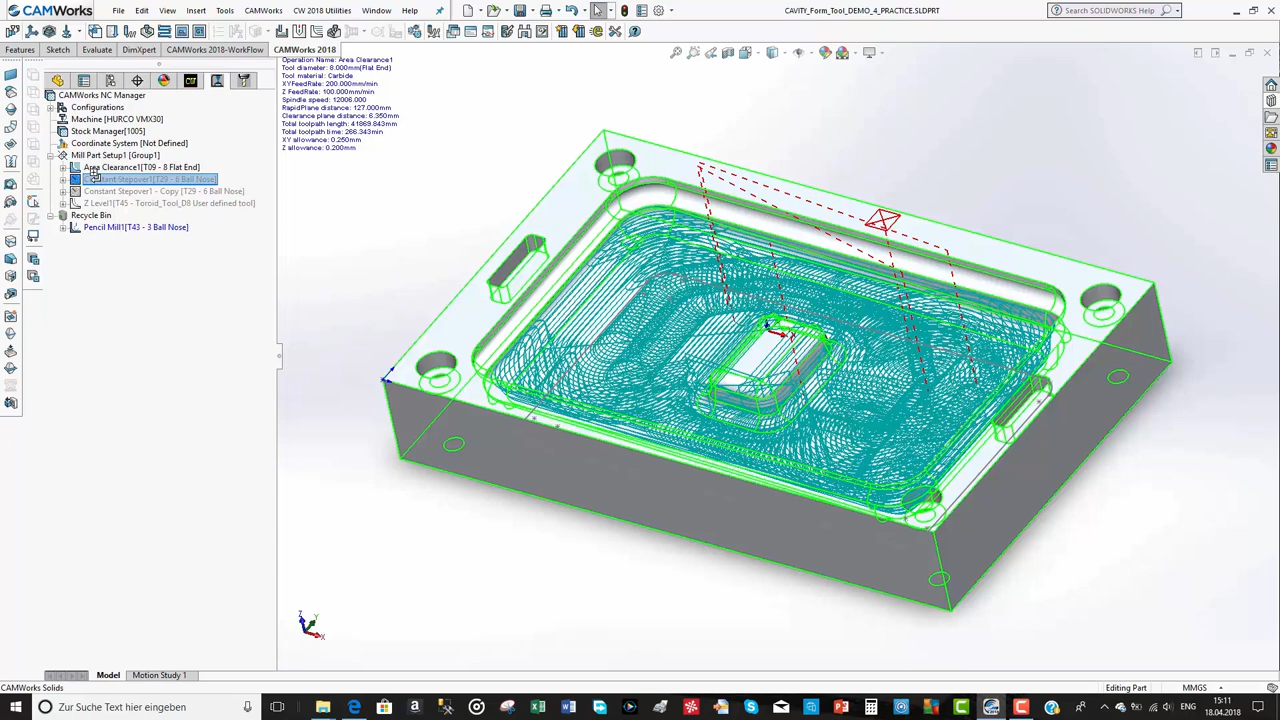 CAMWorks
File Edit View Insert Tools CAMWorks CW 2018 Utilities Window Help
CAVITY_Form_Tool_DEMO_4_PRACTICE.SLDPRT
Search SOLIDWORKS Help
Features Sketch Evaluate DimXpert CAMWorks 2018-WorkFlow CAMWorks 2018
Operation Name: Area Clearance1
Tool diameter: 8.000mm(Flat End)
Tool material: Carbide
XYFeedRate: 200.000mm/min
Z FeedRate: 100.000mm/min
Spindle speed: 12006.000
RapidPlane distance: 127.000mm
Clearance plane distance: 6.350mm
Total toolpath length: 41869.843mm
Total toolpath time: 266.343min
XY allowance: 0.250mm
Z allowance: 0.200mm
CAMWorks NC Manager
Configurations
Machine [HURCO VMX30]
Stock Manager[1005]
Coordinate System [Not Defined]
Mill Part Setup1 [Group1]
Area Clearance1[T09 - 8 Flat End]
Constant Stepover1[T29 - 6 Ball Nose]
Constant Stepover1 - Copy [T29 - 6 Ball Nose]
Z Level1[T45 - Toroid_Tool_D8 User defined tool]
Recycle Bin
Pencil Mill1[T43 - 3 Ball Nose]
X
Z
Y
X
Model Motion Study 1
CAMWorks Solids
Editing Part
MMGS
Zur Suche Text hier eingeben
15:11
18.04.2018